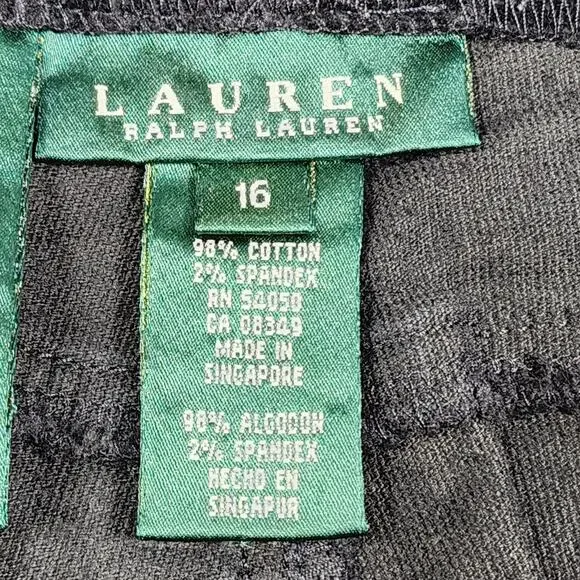 LAUREN
RALPH LAUREN
16
98% COTTON
2% SPANDEX
RN 54050
CA 08349
MADE IN
SINGAPORE
98% ALGODON
2% SPANDEX
HECHO EN
SINGAPUR